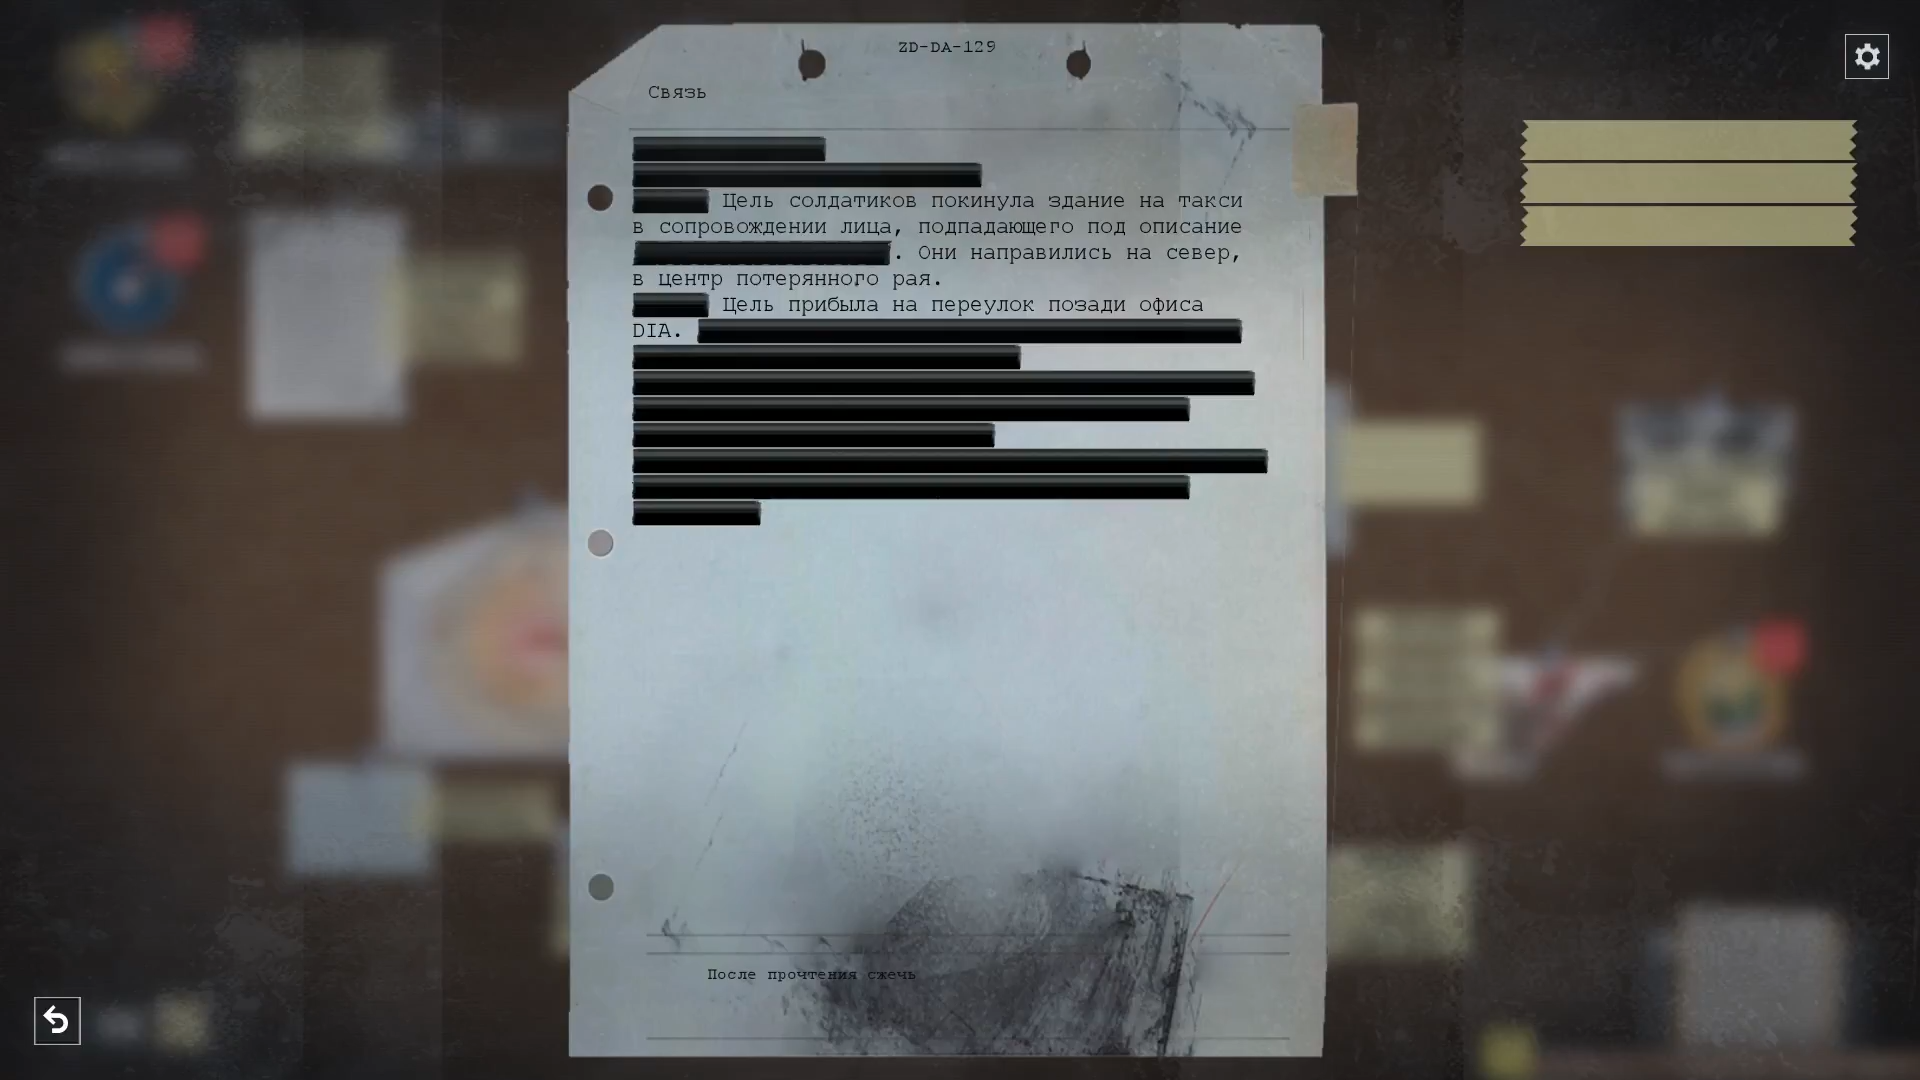 ZD-DA-129
Связь
Цель солдатиков покинула здание на такси
в сопровождении лица, подпадающего под описание
. Они направились на север,
в центр потерянного рая.
Цель прибыла на переулок позади офиса
DIA.
После прочтения сжечь